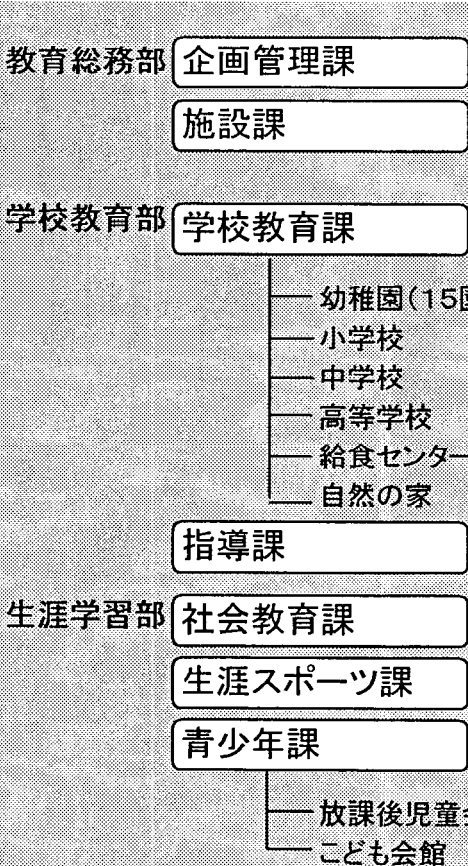 教育総務部 企画管理課
施設課
学校教育部 学校教育課
幼稚園(15
小学校
中学校
高等学校
給食センター
自然の家
指導課
生涯学習部 社会教育課
生涯スポーツ課
青少年課
放課後児童
こども会館